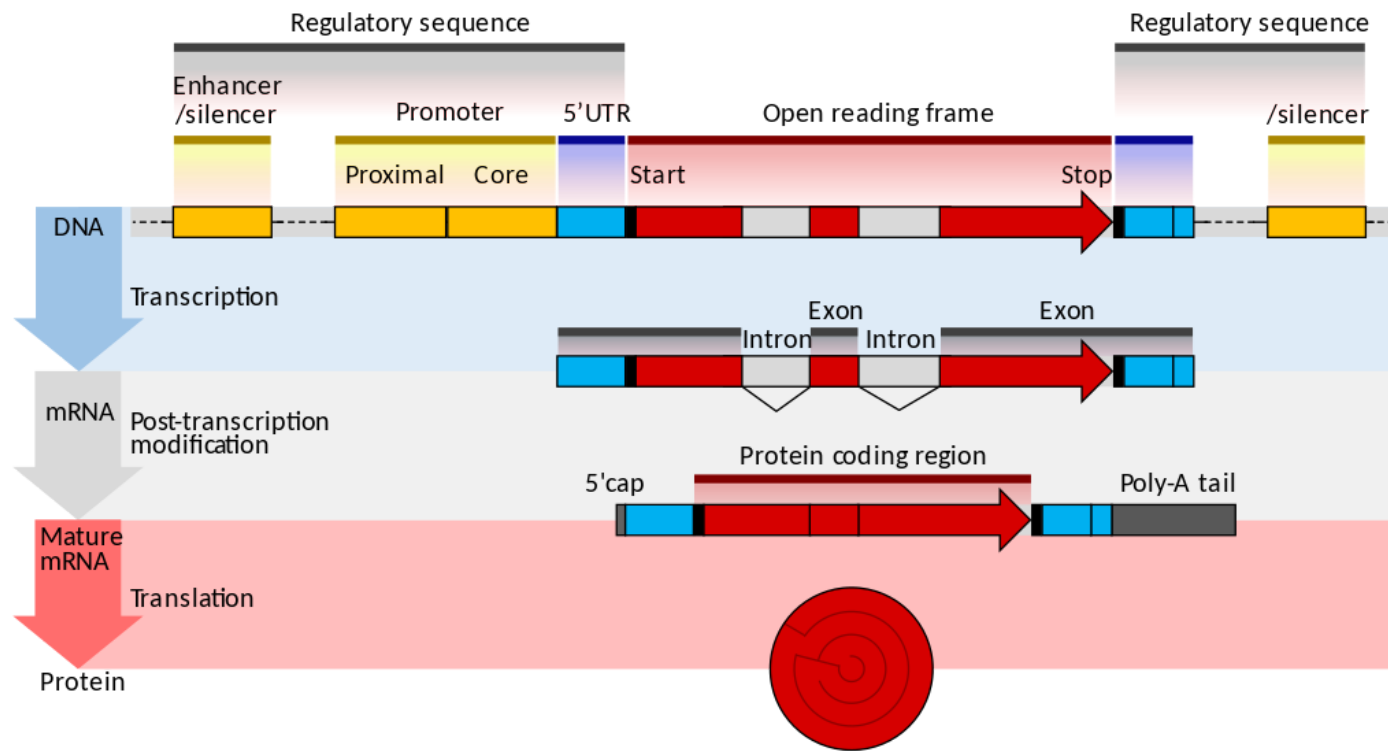 Regulatory sequence
Regulatory sequence
Enhancer
/silencer
Promoter
5’UTR
Open reading frame
/silencer
Proximal
Core
Start
Stop
DNA
Transcription
Exon
Exon
Intron
Intron
mRNA
Post-transcription
modification
Protein coding region
5'cap
Poly-A tail
Mature
mRNA
Translation
Protein